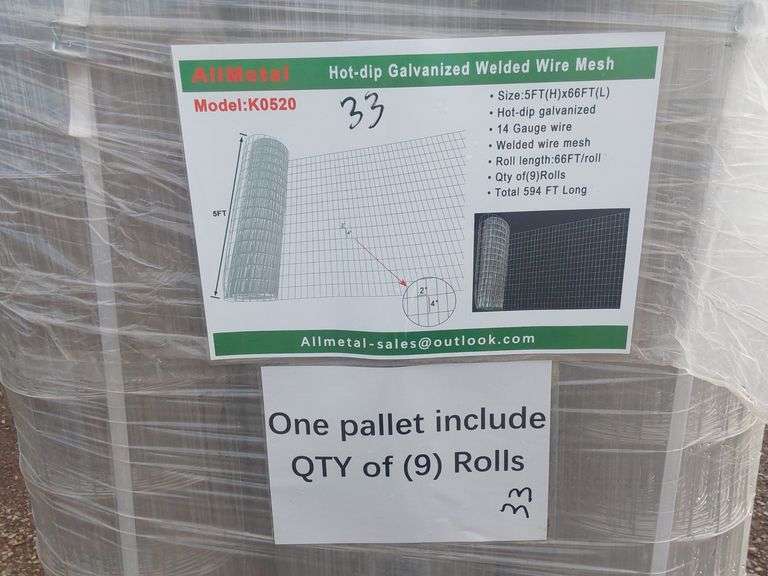 AllMetal Hot-dip Galvanized Welded Wire Mesh
Model:K0520
33
• Size:5FT(H)x66FT(L)
• Hot-dip galvanized
• 14 Gauge wire
• Welded wire mesh
• Roll length:66FT/roll
• Qty of(9)Rolls
• Total 594 FT Long
5FT
2"
4"
Allmetal-sales@outlook.com
One pallet include
QTY of (9) Rolls
33